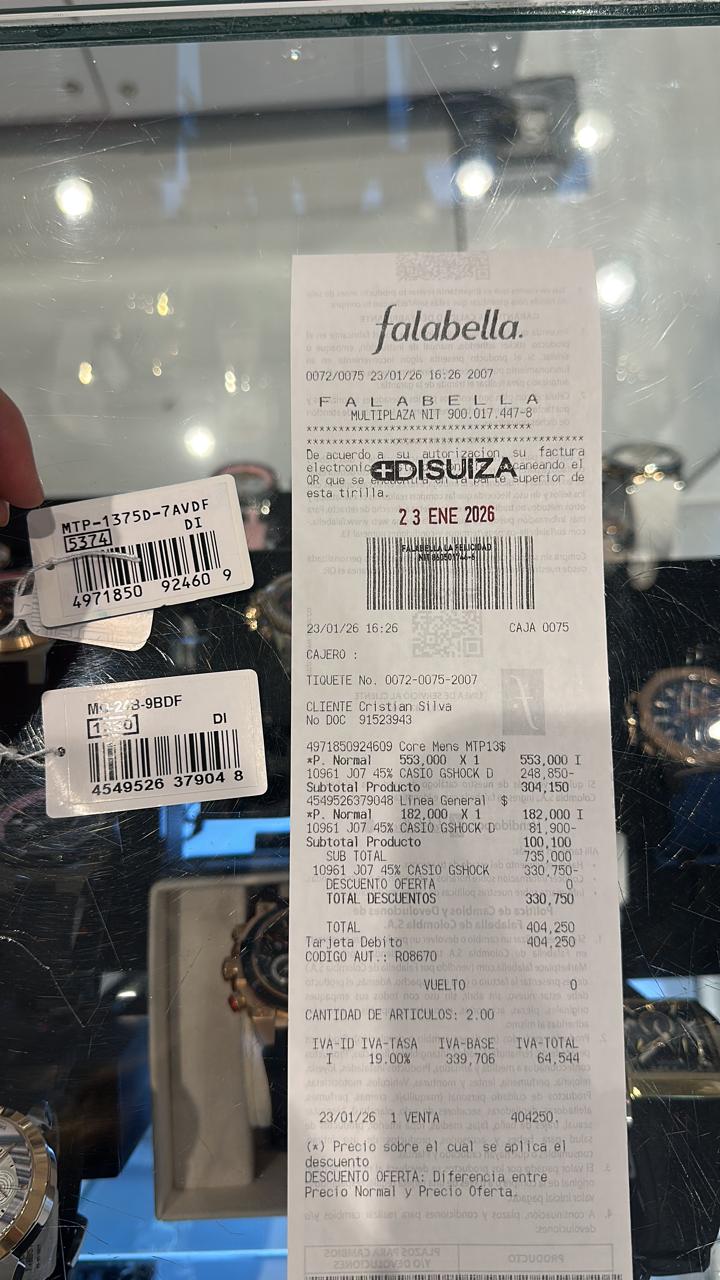 falabella.
0072/0075 23/01/26 16:26 2007
F A L A B E L L A
MULTIPLAZA NIT 900.017.447-8
De acuerdo a su autorizacion su factura
electronica escaneando el
QR que se encuentra en la parte superior de
esta tirilla.
DISUIZA
23 ENE 2026
FALABELLA LA FELICIDAD
23/01/26 16:26 CAJA 0075
CAJERO :
TIQUETE No. 0072-0075-2007
CLIENTE Cristian Silva
No DOC 91523943
4971850924609 Core Mens MTP13$
*P. Normal 553,000 X 1 553,000 I
10961 J07 45% CASIO GSHOCK D 248,850-
Subtotal Producto 304,150
4549526379048 Linea General $
*P. Normal 182,000 X 1 182,000 I
10961 J07 45% CASIO GSHOCK D 81,900-
Subtotal Producto 100,100
SUB TOTAL 735,000
10961 J07 45% CASIO GSHOCK 330,750-
DESCUENTO OFERTA 0
TOTAL DESCUENTOS 330,750
TOTAL 404,250
Tarjeta Debito 404,250
CODIGO AUT.: R08670
VUELTO 0
CANTIDAD DE ARTICULOS: 2.00
IVA-ID IVA-TASA IVA-BASE IVA-TOTAL
I 19.00% 339,706 64,544
23/01/26 1 VENTA 404250.
(*) Precio sobre el cual se aplica el
descuento
DESCUENTO OFERTA: Diferencia entre
Precio Normal y Precio Oferta.
MTP-1375D-7AVDF
5374 DI
4971850 92460 9
MQ-24B-9BDF
DI
4549526 37904 8